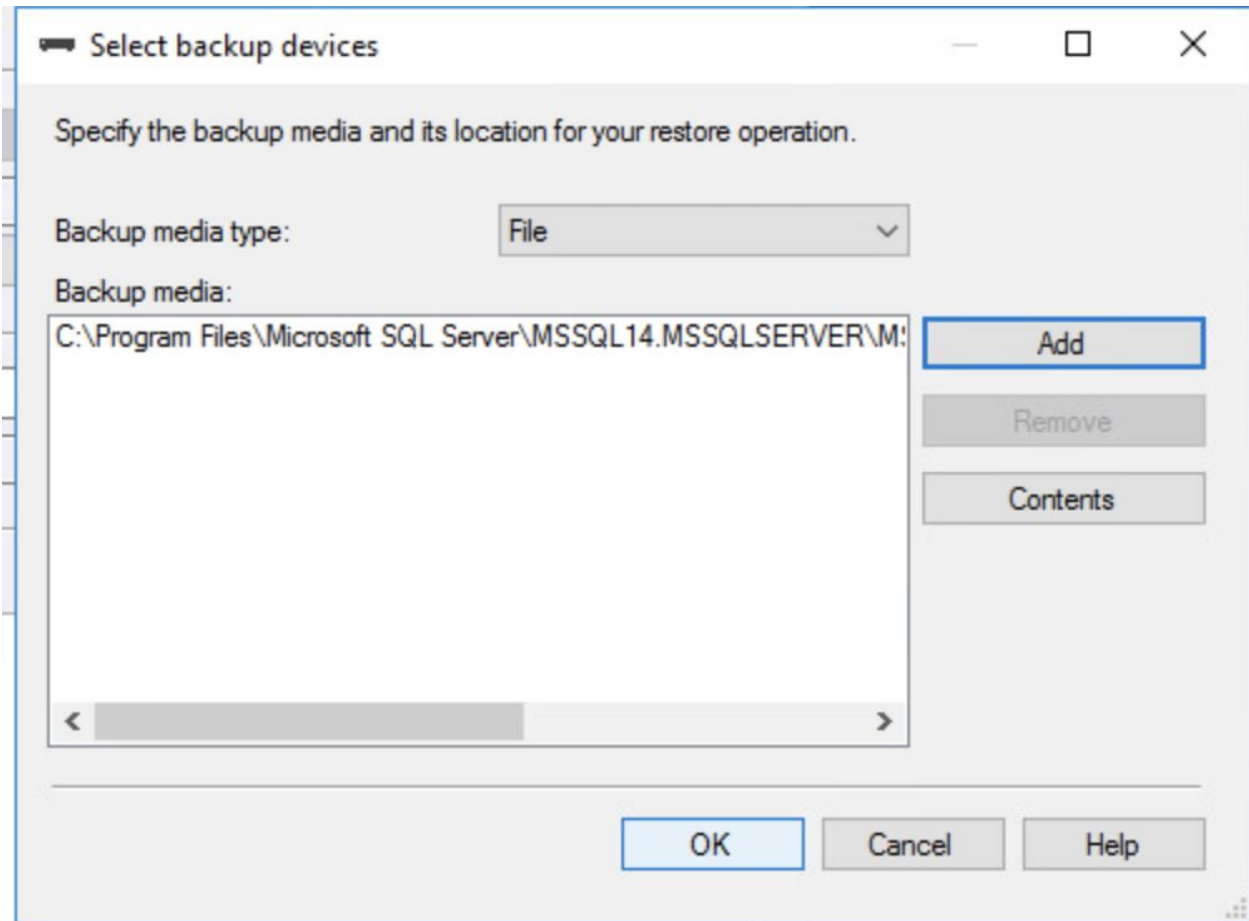 Select backup devices
Specify the backup media and its location for your restore operation.
Backup media type:
File
Backup media:
C:\Program Files\Microsoft SQL Server\MSSQL14.MSSQLSERVER\MS
Add
Remove
Contents
OK
Cancel
Help